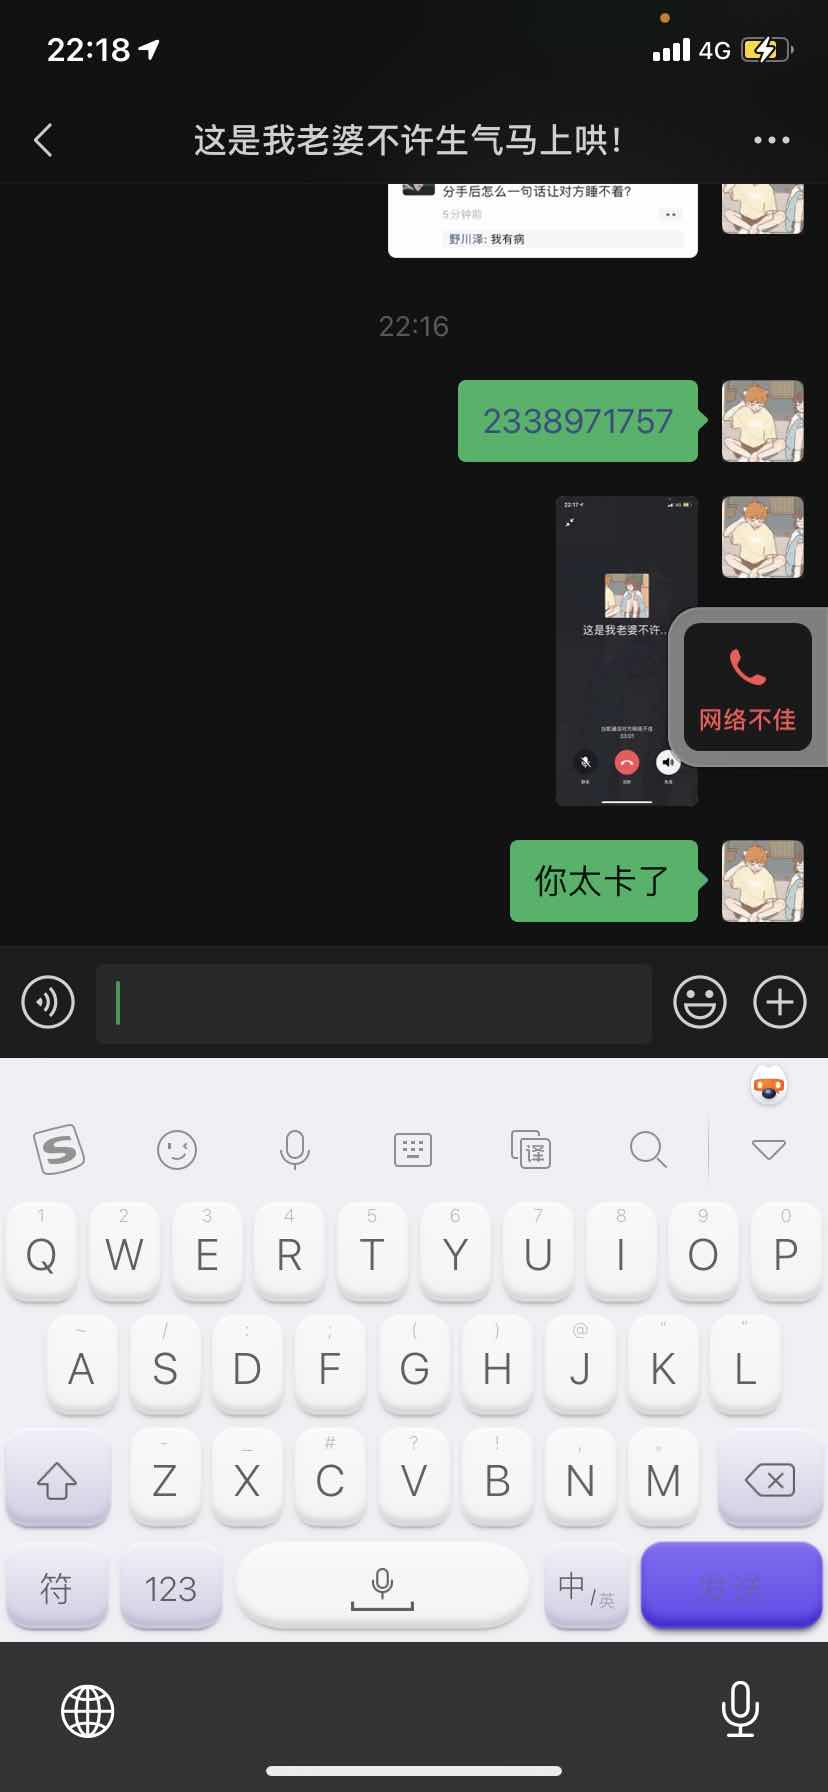 22:18
4G
这是我老婆不许生气马上哄!
分手后怎么一句话让对方睡不着?
5分钟前
野川泽: 我有病
22:16
2338971757
22:17
这是我老婆不许...
网络不佳
你太卡了
译
1 2 3 4 5 6 7 8 9 0
Q W E R T Y U I O P
~ / : ; ( ) @ “ ”
A S D F G H J K L
- _ # ? ! , 。
Z X C V B N M
符 123 中/英 发送